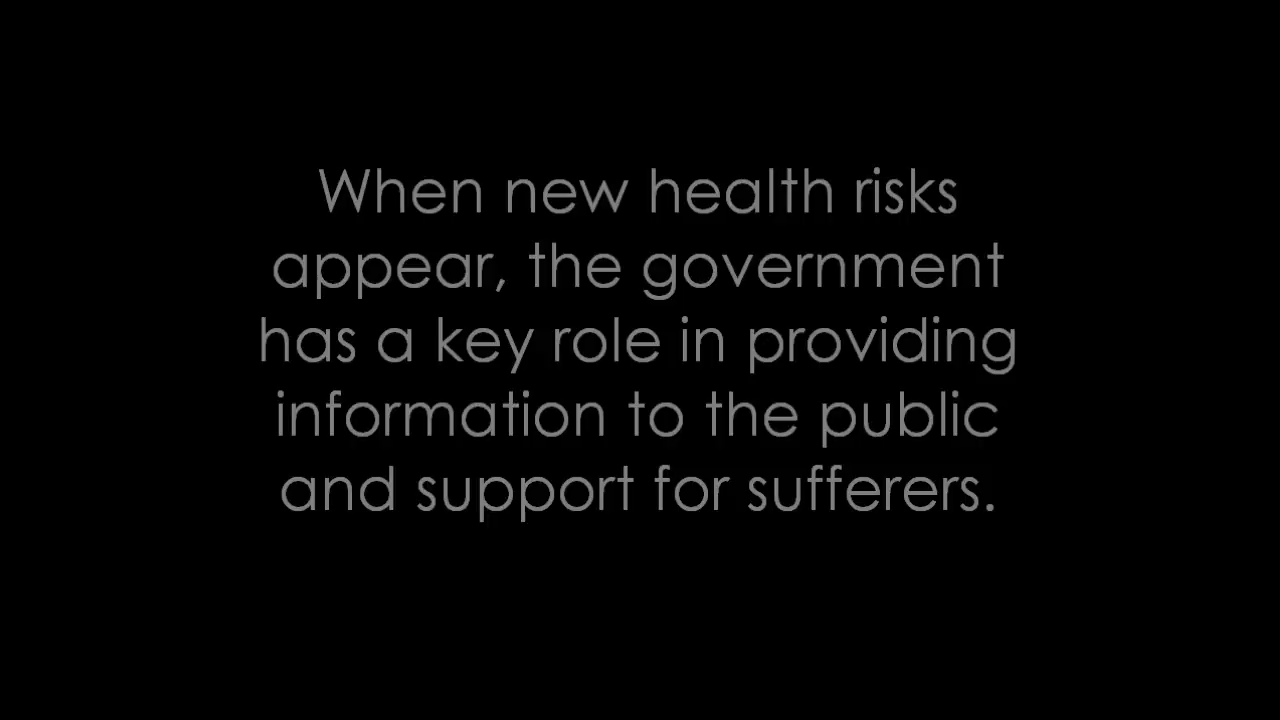 When new health risks
appear, the government
has a key role in providing
information to the public
and support for sufferers.